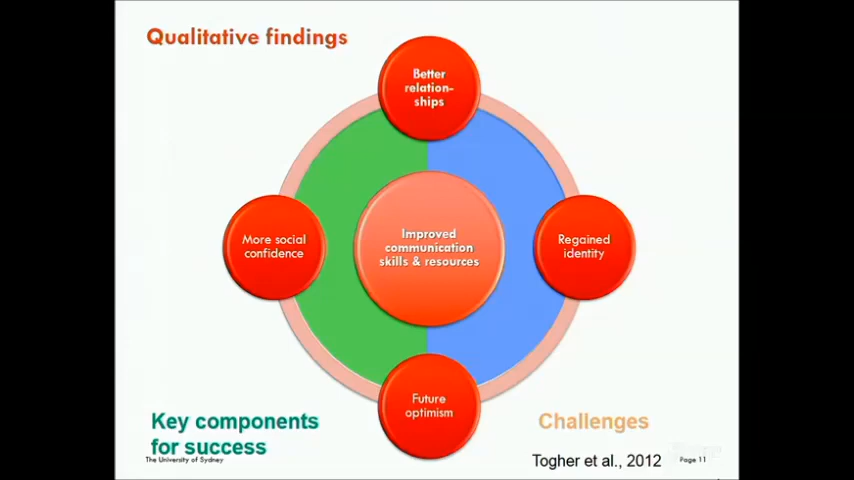 Qualitative findings
Better
relation-
ships
More social
confidence
Improved
communication
skills & resources
Regained
identity
Future
optimism
Key components
for success
Challenges
The University of Sydney
Togher et al., 2012
Page 11